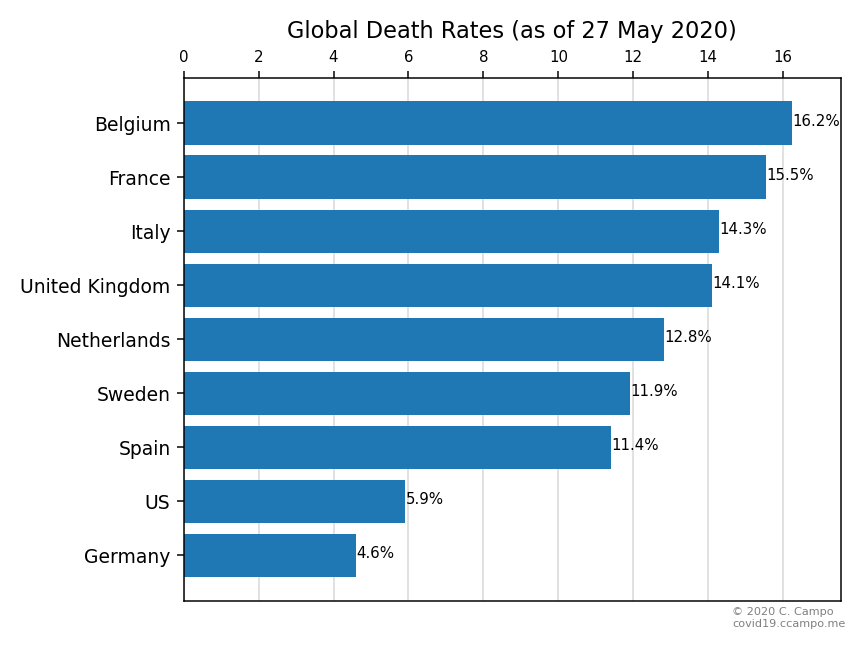 Global Death Rates (as of 27 May 2020)
0 2 4 6 8 10 12 14 16
Belgium 16.2%
France 15.5%
Italy 14.3%
United Kingdom 14.1%
Netherlands 12.8%
Sweden 11.9%
Spain 11.4%
US 5.9%
Germany 4.6%
© 2020 C. Campo
covid19.ccampo.me